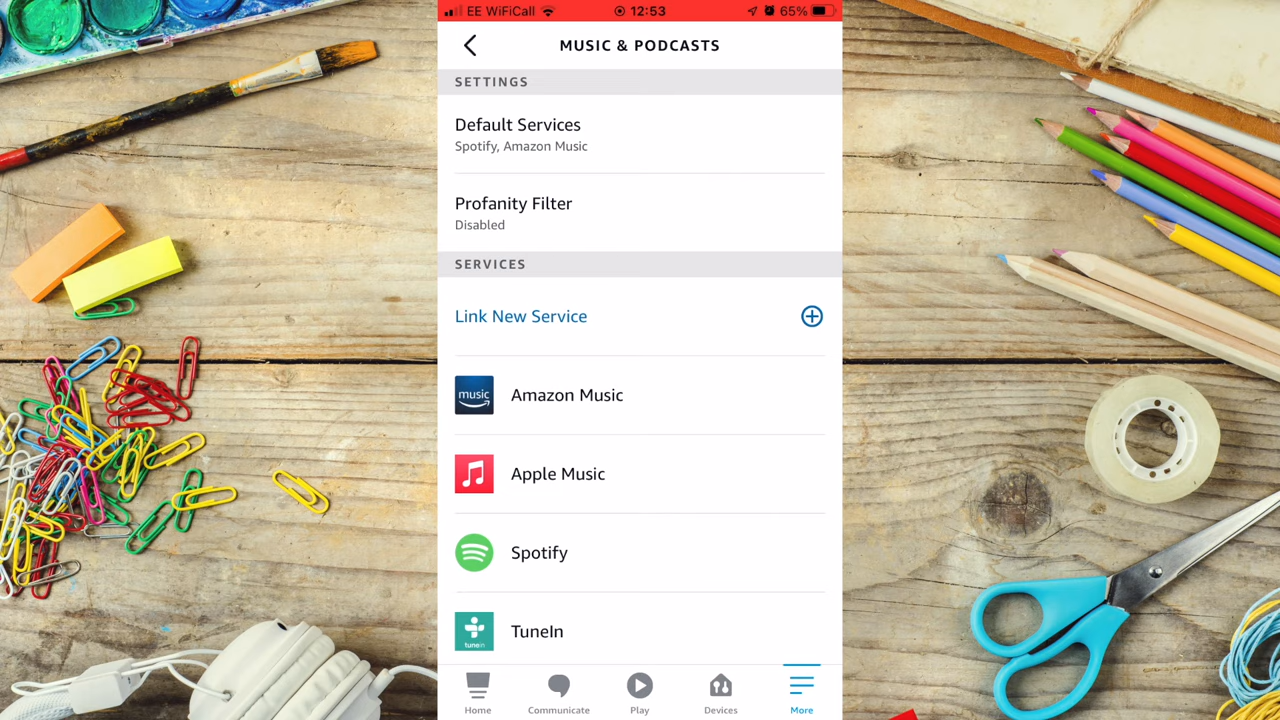 EE WiFiCall 12:53 65%
MUSIC & PODCASTS
SETTINGS
Default Services
Spotify, Amazon Music
Profanity Filter
Disabled
SERVICES
Link New Service
music
Amazon Music
Apple Music
Spotify
tunein
TuneIn
Home Communicate Play Devices More